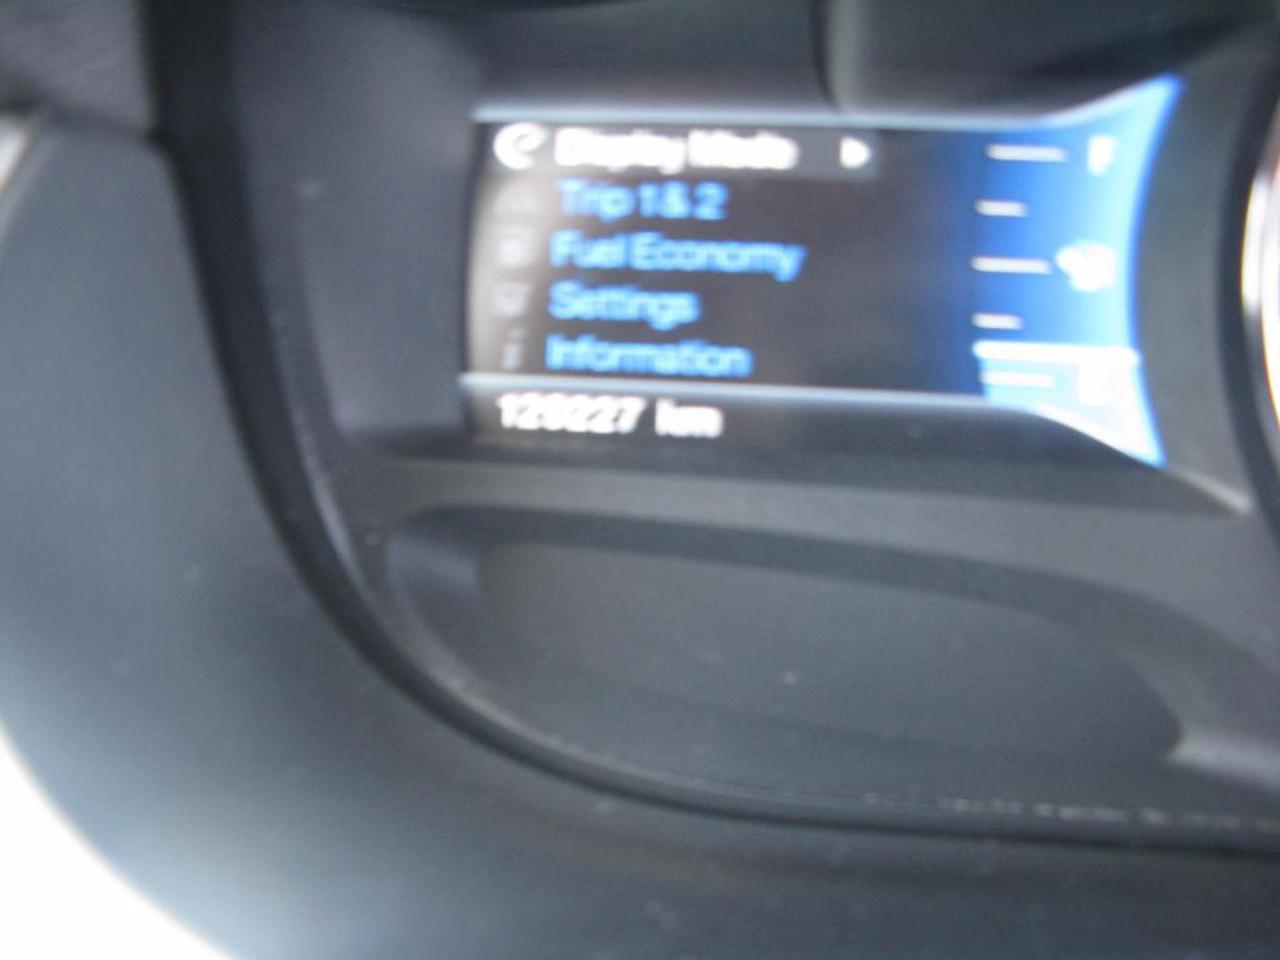 Display Mode
F
Trip 1 & 2
Fuel Economy
Settings
Information
E
km